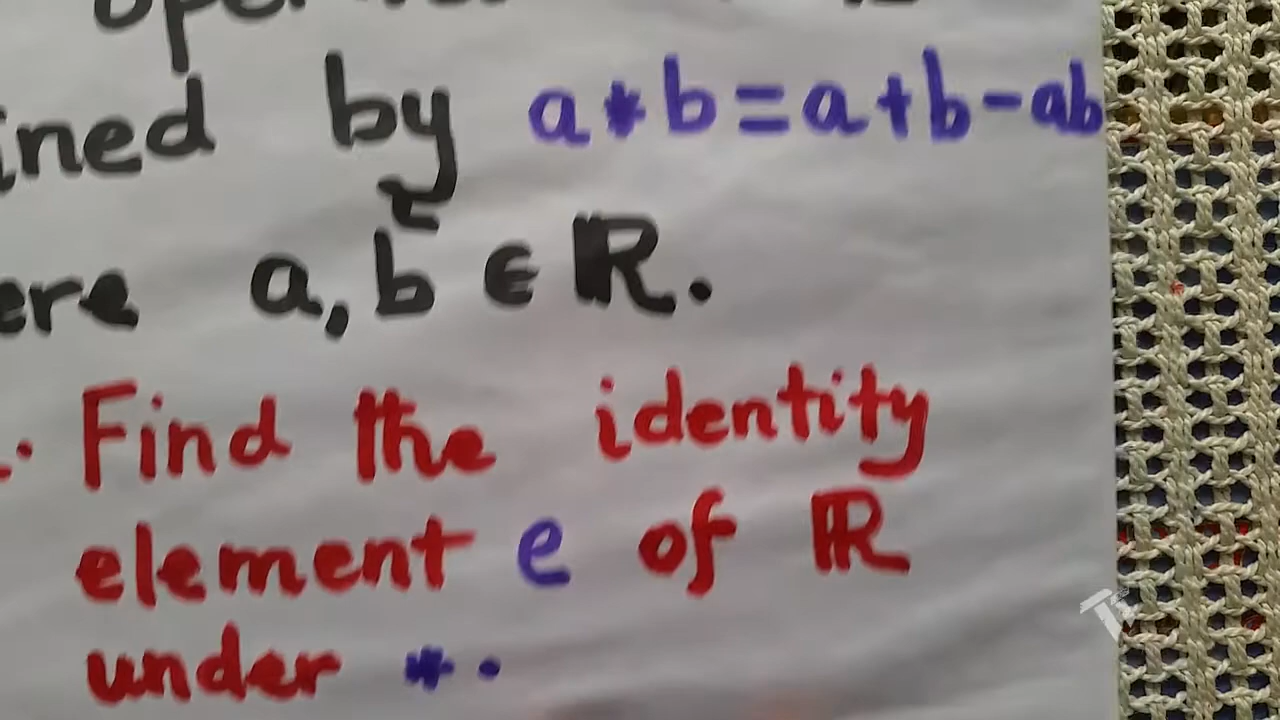 ined by a * b = a + b - ab
ere a, b ∈ ℝ.
Find the identity
element e of ℝ
under *.